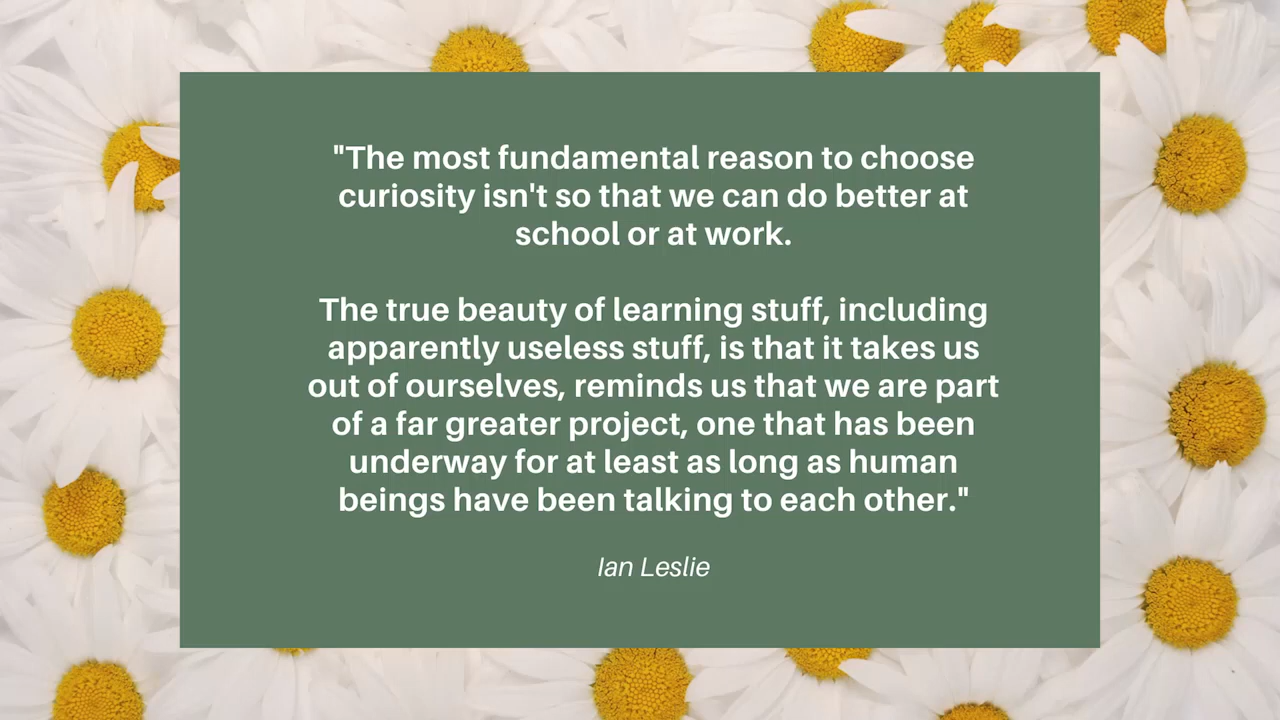 "The most fundamental reason to choose
curiosity isn't so that we can do better at
school or at work.
The true beauty of learning stuff, including
apparently useless stuff, is that it takes us
out of ourselves, reminds us that we are part
of a far greater project, one that has been
underway for at least as long as human
beings have been talking to each other."
Ian Leslie